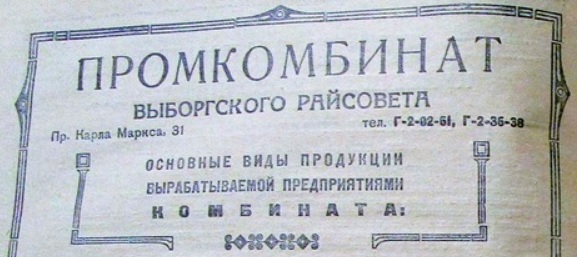 ПРОМКОМБИНАТ
ВЫБОРГСКОГО РАЙСОВЕТА
Пр. Карла Маркса, 31 тел. Г-2-02-61, Г-2-36-38
ОСНОВНЫЕ ВИДЫ ПРОДУКЦИИ
ВЫРАБАТЫВАЕМОЙ ПРЕДПРИЯТИЯМИ
КОМБИНАТА: